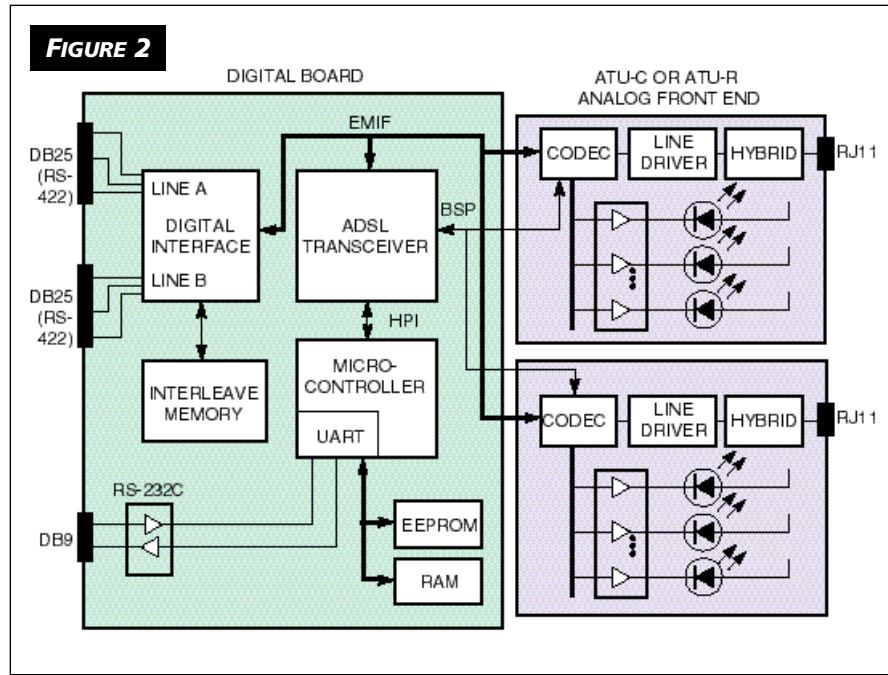 FIGURE 2
DIGITAL BOARD
ATU-C OR ATU-R
ANALOG FRONT END
DB25
(RS-
422)
DB25
(RS-
422)
DB9
LINE A
DIGITAL
INTERFACE
LINE B
INTERLEAVE
MEMORY
RS-232C
EMIF
ADSL
TRANSCEIVER
BSP
HPI
MICRO-
CONTROLLER
UART
EEPROM
RAM
CODEC
LINE
DRIVER
HYBRID
RJ11
CODEC
LINE
DRIVER
HYBRID
RJ11